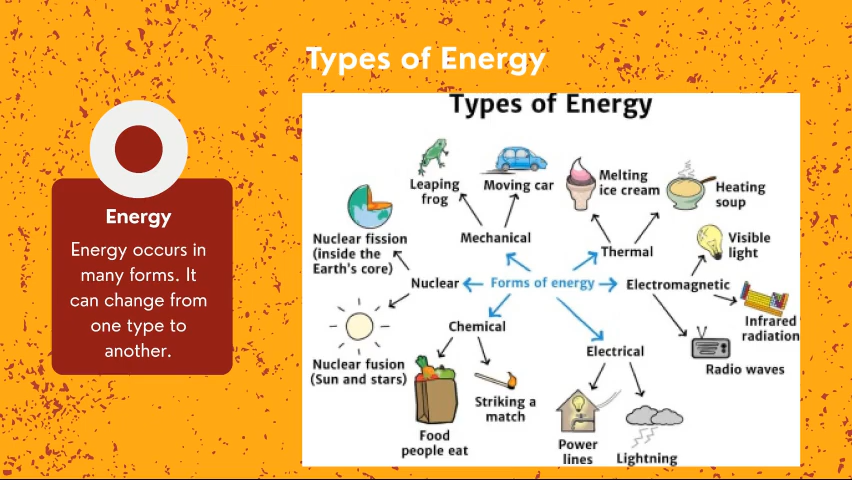 Types of Energy
Energy
Energy occurs in
many forms. It
can change from
one type to
another.
Types of Energy
Leaping
frog
Moving car
Melting
ice cream
Heating
soup
Nuclear fission
(inside the
Earth's core)
Mechanical
Thermal
Visible
light
Nuclear
Forms of energy
Electromagnetic
Infrared
radiation
Chemical
Electrical
Radio waves
Nuclear fusion
(Sun and stars)
Striking a
match
Food
people eat
Power
lines
Lightning